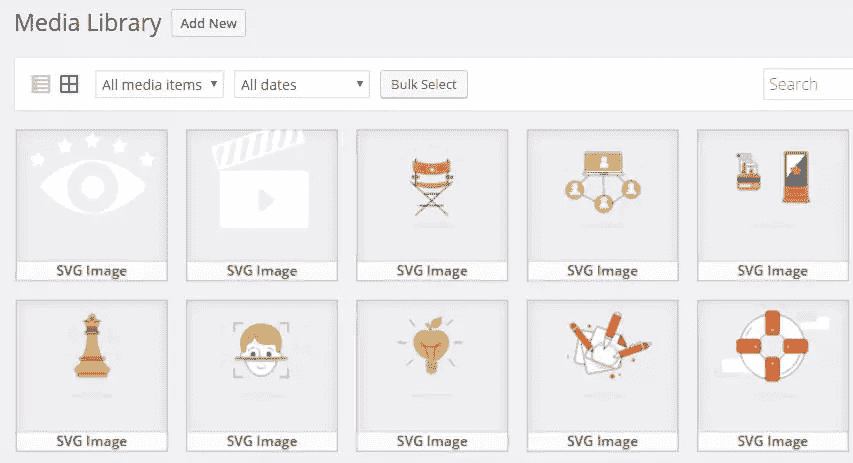 Media Library Add New
All media items All dates Bulk Select Search
SVG Image SVG Image SVG Image SVG Image SVG Image
SVG Image SVG Image SVG Image SVG Image SVG Image